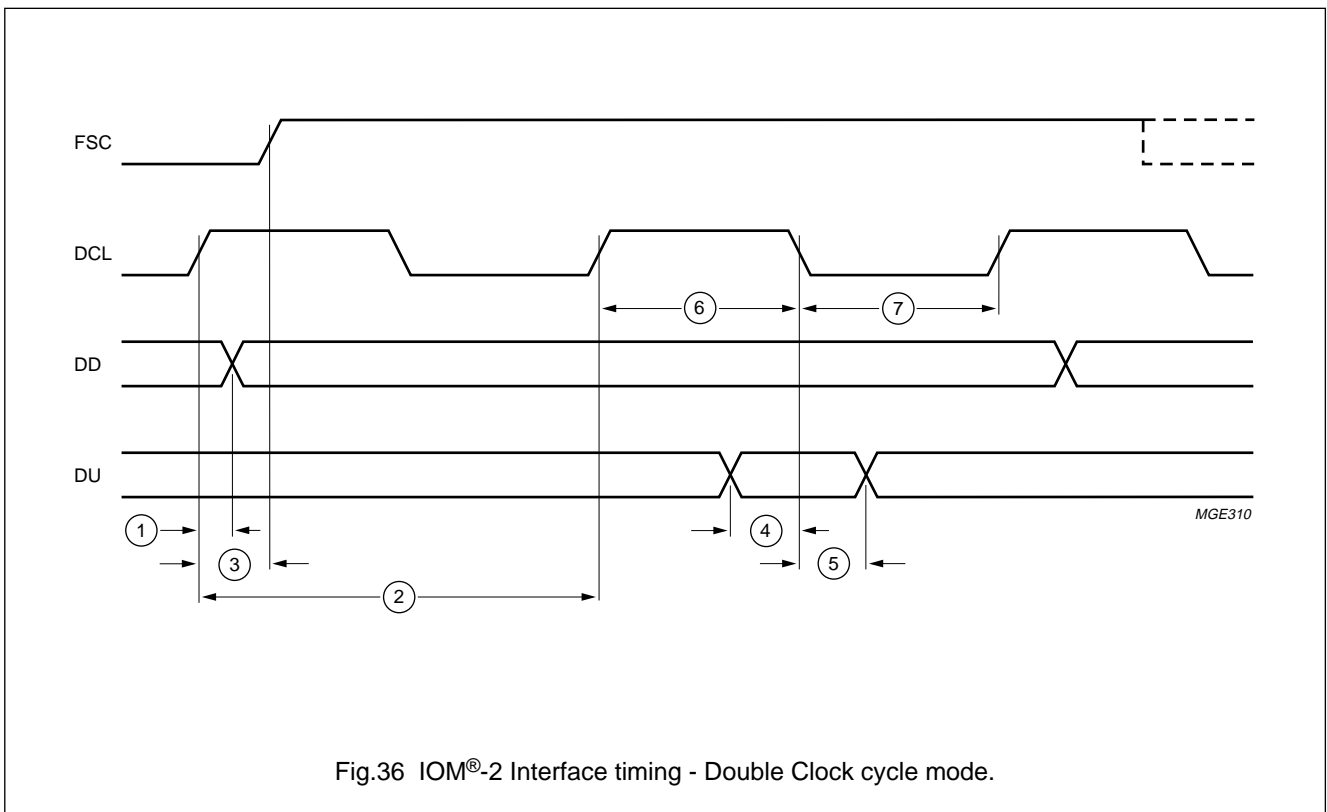 FSC
DCL
6
7
DD
DU
MGE310
1
4
3
5
2
Fig.36 IOM®-2 Interface timing - Double Clock cycle mode.